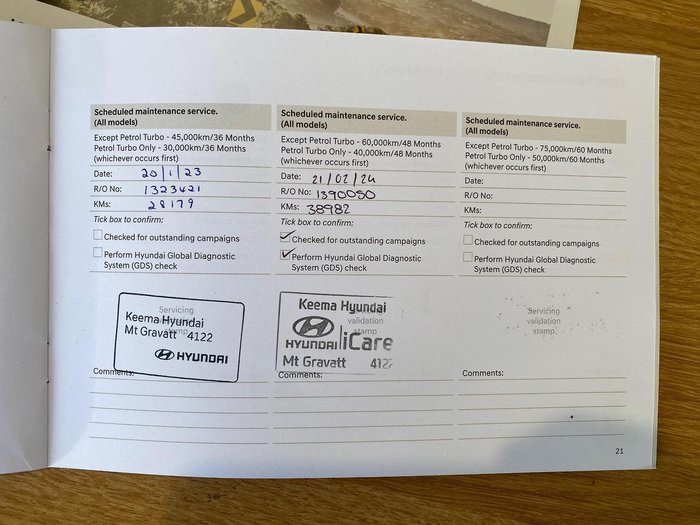 Scheduled maintenance service.
(All models)
Except Petrol Turbo - 45,000km/36 Months
Petrol Turbo Only - 30,000km/36 Months
(whichever occurs first)
Date: 20/1/23
R/O No: 1323421
KMs: 28179
Tick box to confirm:
Checked for outstanding campaigns
Perform Hyundai Global Diagnostic
System (GDS) check
Servicing
stamp
Keema Hyundai
Mt Gravatt 4122
HYUNDAI
Comments:
Scheduled maintenance service.
(All models)
Except Petrol Turbo - 60,000km/48 Months
Petrol Turbo Only - 40,000km/48 Months
(whichever occurs first)
Date: 21/02/24
R/O No: 1390050
KMs: 38982
Tick box to confirm:
Checked for outstanding campaigns
Perform Hyundai Global Diagnostic
System (GDS) check
Servicing
validation
stamp
Keema Hyundai
HYUNDAI iCare
Mt Gravatt 4122
Comments:
Scheduled maintenance service.
(All models)
Except Petrol Turbo - 75,000km/60 Months
Petrol Turbo Only - 50,000km/60 Months
(whichever occurs first)
Date:
R/O No:
KMs:
Tick box to confirm:
Checked for outstanding campaigns
Perform Hyundai Global Diagnostic
System (GDS) check
Servicing
validation
stamp
Comments:
21